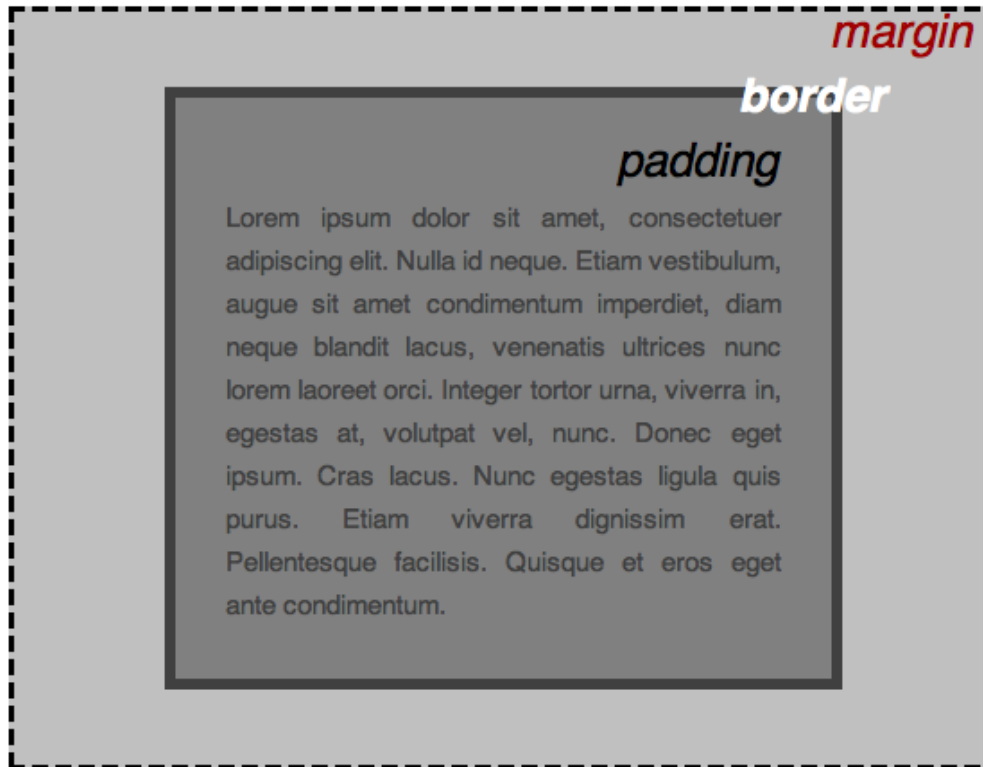 margin
border
padding
Lorem ipsum dolor sit amet, consectetuer
adipiscing elit. Nulla id neque. Etiam vestibulum,
augue sit amet condimentum imperdiet, diam
neque blandit lacus, venenatis ultrices nunc
lorem laoreet orci. Integer tortor urna, viverra in,
egestas at, volutpat vel, nunc. Donec eget
ipsum. Cras lacus. Nunc egestas ligula quis
purus. Etiam viverra dignissim erat.
Pellentesque facilisis. Quisque et eros eget
ante condimentum.